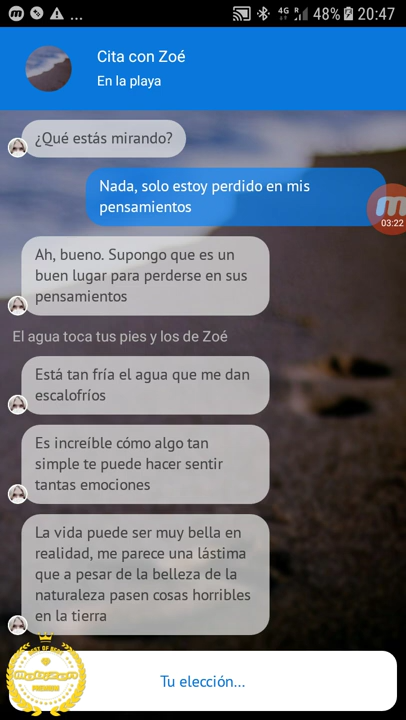 ... 4G R 48% 20:47
Cita con Zoé
En la playa
¿Qué estás mirando?
Nada, solo estoy perdido en mis
pensamientos
03:22
Ah, bueno. Supongo que es un
buen lugar para perderse en sus
pensamientos
El agua toca tus pies y los de Zoé
Está tan fría el agua que me dan
escalofríos
Es increíble cómo algo tan
simple te puede hacer sentir
tantas emociones
La vida puede ser muy bella en
realidad, me parece una lástima
que a pesar de la belleza de la
naturaleza pasen cosas horribles
en la tierra
BEST OF BEST
Tu elección...